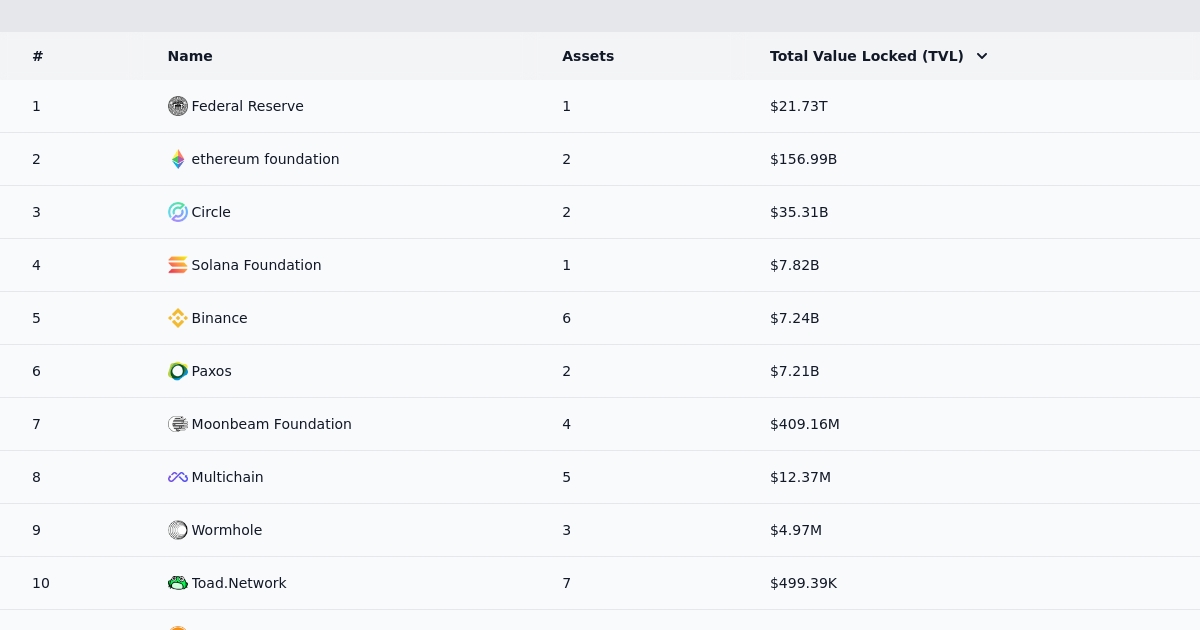 # Name Assets Total Value Locked (TVL)
1 Federal Reserve 1 $21.73T
2 ethereum foundation 2 $156.99B
3 Circle 2 $35.31B
4 Solana Foundation 1 $7.82B
5 Binance 6 $7.24B
6 Paxos 2 $7.21B
7 Moonbeam Foundation 4 $409.16M
8 Multichain 5 $12.37M
9 Wormhole 3 $4.97M
10 Toad.Network 7 $499.39K